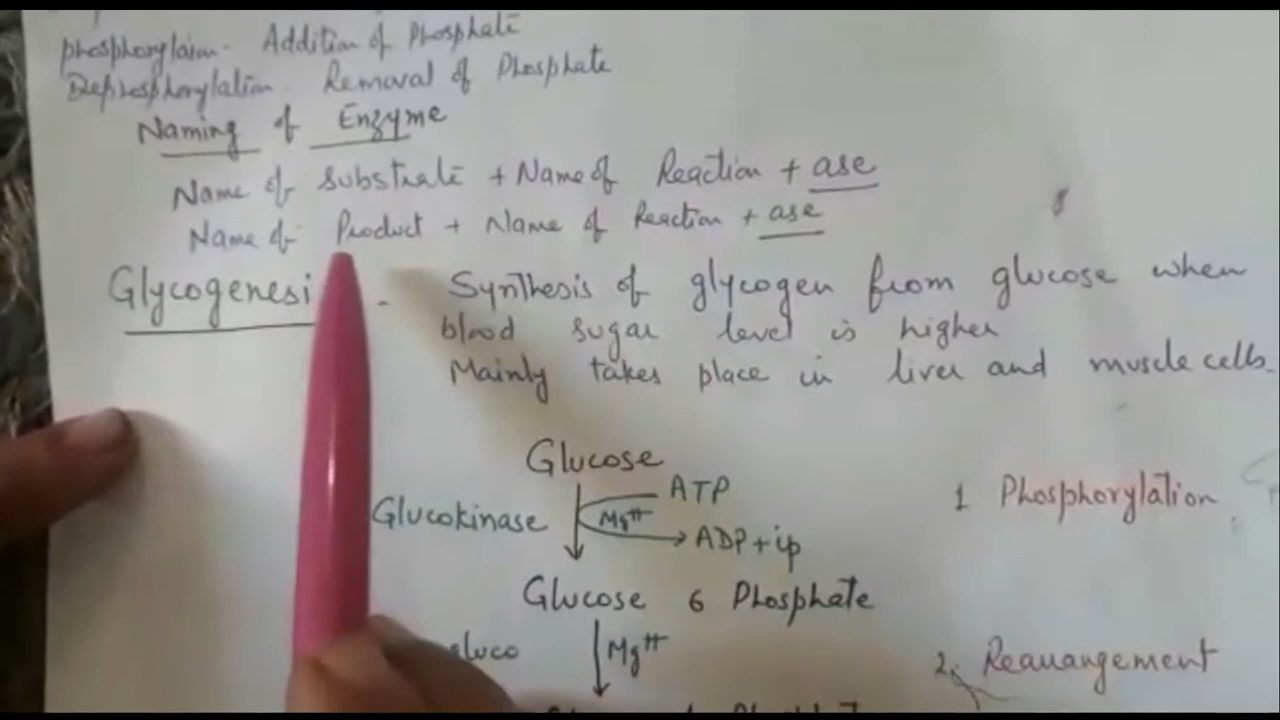 phosphorylaion- Addition of Phosphate
Dephosphorylation- Removal of Phosphate
Naming of Enzyme
Name of Substrate + Name of Reaction + ase
Name of Product + Name of Reaction + ase
Glycogenesi - Synthesis of glycogen from glucose when
blood sugar level is higher
Mainly takes place in liver and muscle cells.
Glucose
ATP
Glucokinase
Mg++
1 Phosphorylation
ADP + ip
Glucose 6 Phosphate
gluco
Mg++
2. Rearrangement